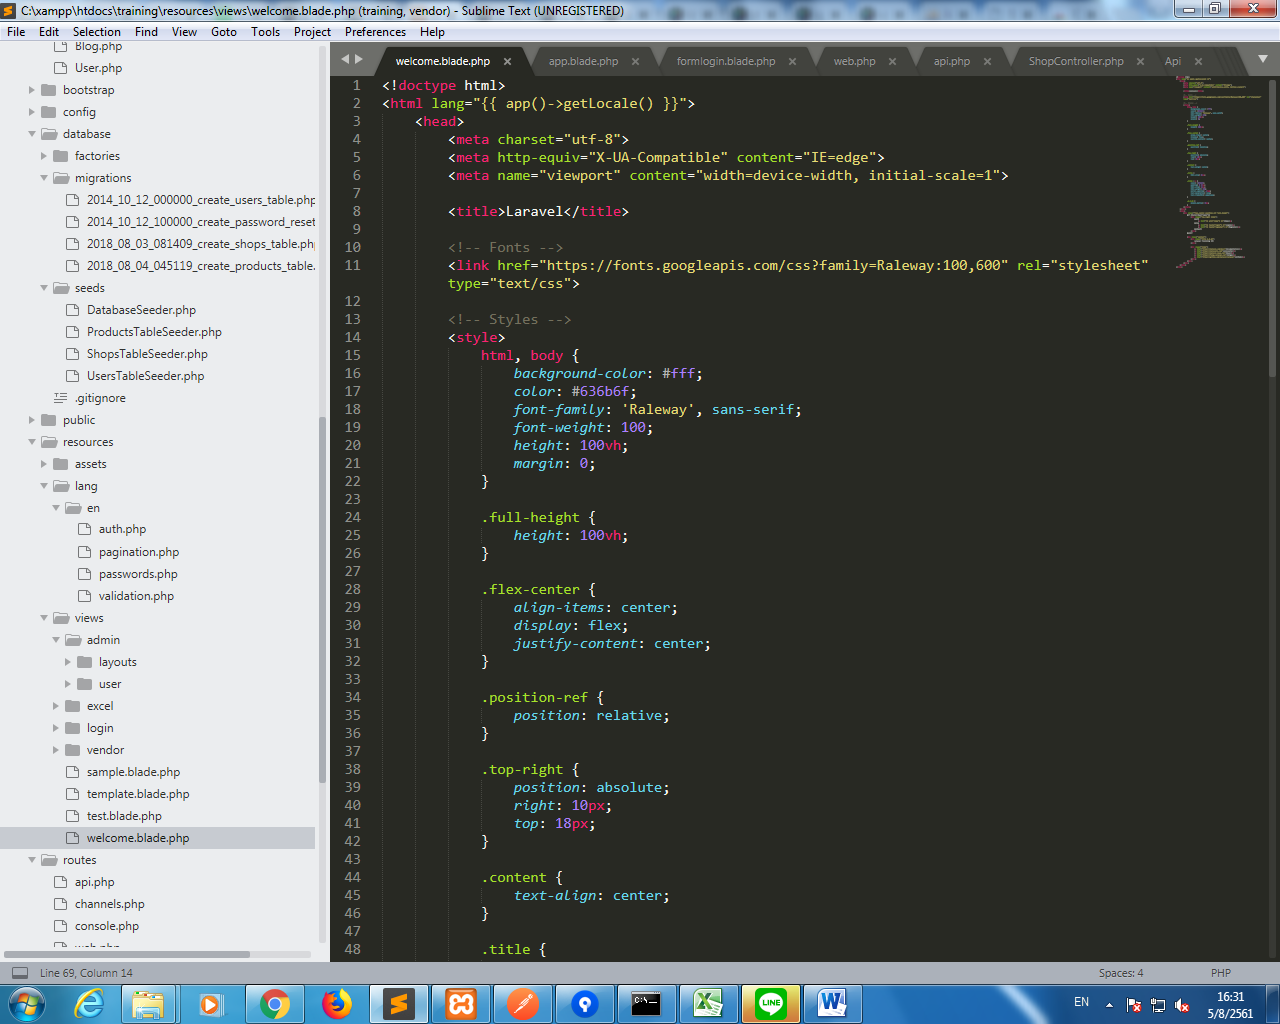 C:\xampp\htdocs\training\resources\views\welcome.blade.php (training, vendor) - Sublime Text (UNREGISTERED)
File Edit Selection Find View Goto Tools Project Preferences Help
Blog.php
User.php
bootstrap
config
database
factories
migrations
2014_10_12_000000_create_users_table.php
2014_10_12_100000_create_password_reset
2018_08_03_081409_create_shops_table.php
2018_08_04_045119_create_products_table.
seeds
DatabaseSeeder.php
ProductsTableSeeder.php
ShopsTableSeeder.php
UsersTableSeeder.php
.gitignore
public
resources
assets
lang
en
auth.php
pagination.php
passwords.php
validation.php
views
admin
layouts
user
excel
login
vendor
sample.blade.php
template.blade.php
test.blade.php
welcome.blade.php
routes
api.php
channels.php
console.php
web.php
welcome.blade.php × app.blade.php × formlogin.blade.php × web.php × api.php × ShopController.php × Api ×
1 <!doctype html>
2 <html lang="{{ app()->getLocale() }}">
3 <head>
4 <meta charset="utf-8">
5 <meta http-equiv="X-UA-Compatible" content="IE=edge">
6 <meta name="viewport" content="width=device-width, initial-scale=1">
7
8 <title>Laravel</title>
9
10 <!-- Fonts -->
11 <link href="https://fonts.googleapis.com/css?family=Raleway:100,600" rel="stylesheet"
type="text/css">
12
13 <!-- Styles -->
14 <style>
15 html, body {
16 background-color: #fff;
17 color: #636b6f;
18 font-family: 'Raleway', sans-serif;
19 font-weight: 100;
20 height: 100vh;
21 margin: 0;
22 }
23
24 .full-height {
25 height: 100vh;
26 }
27
28 .flex-center {
29 align-items: center;
30 display: flex;
31 justify-content: center;
32 }
33
34 .position-ref {
35 position: relative;
36 }
37
38 .top-right {
39 position: absolute;
40 right: 10px;
41 top: 18px;
42 }
43
44 .content {
45 text-align: center;
46 }
47
48 .title {
Line 69, Column 14 Spaces: 4 PHP
C:\.
LINE
EN
16:31
5/8/2561